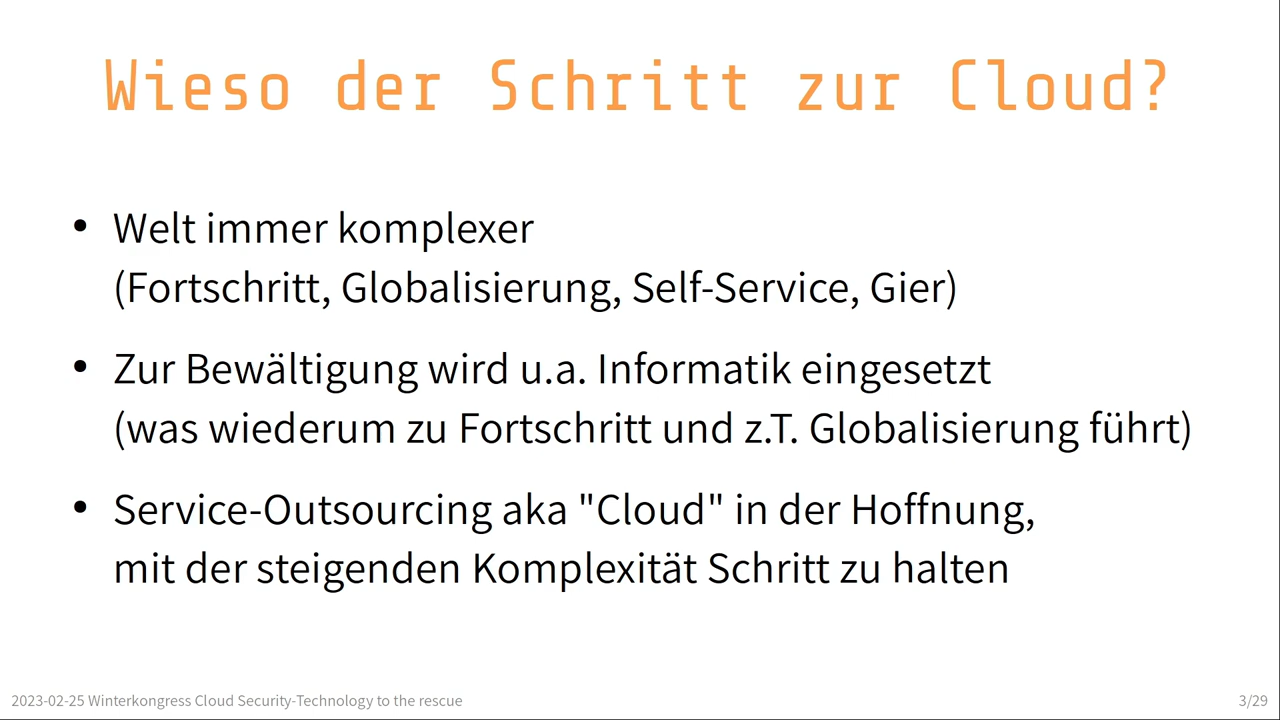 Wieso der Schritt zur Cloud?
• Welt immer komplexer
(Fortschritt, Globalisierung, Self-Service, Gier)
• Zur Bewältigung wird u.a. Informatik eingesetzt
(was wiederum zu Fortschritt und z.T. Globalisierung führt)
• Service-Outsourcing aka "Cloud" in der Hoffnung,
mit der steigenden Komplexität Schritt zu halten
2023-02-25 Winterkongress Cloud Security-Technology to the rescue
3/29